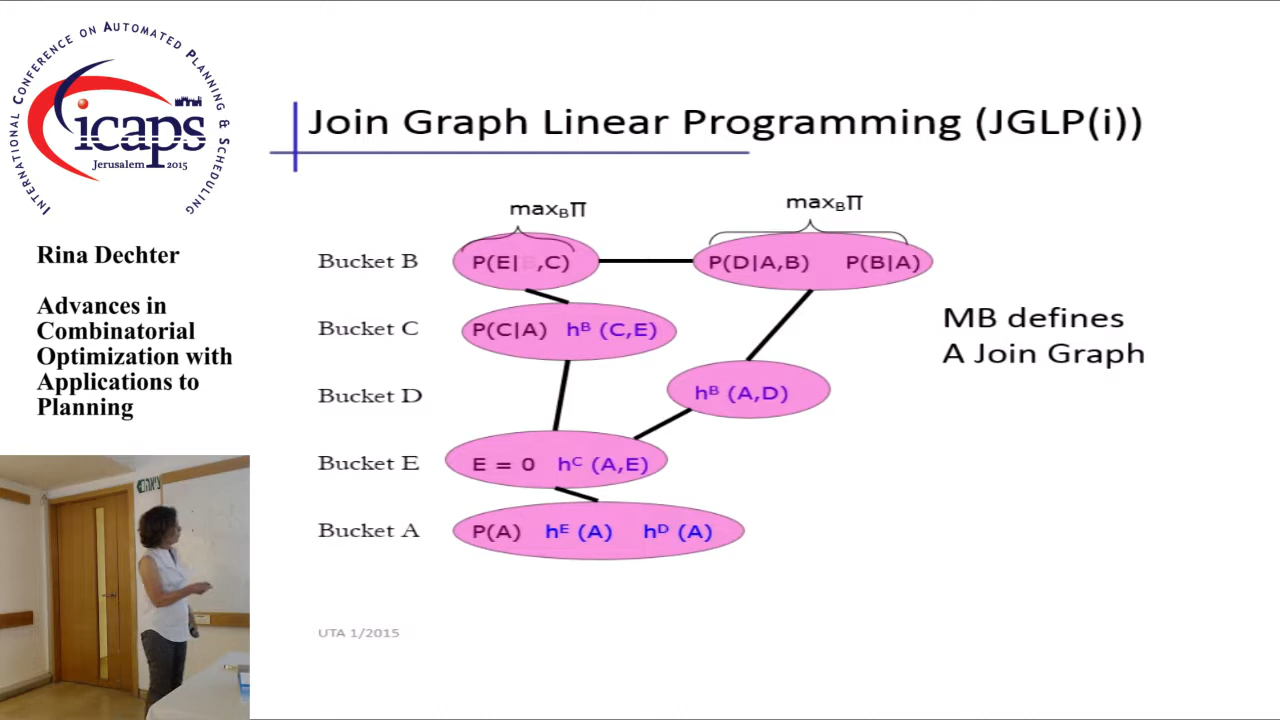 INTERNATIONAL CONFERENCE ON AUTOMATED PLANNING & SCHEDULING
icaps
Jerusalem 2015
Rina Dechter
Advances in
Combinatorial
Optimization with
Applications to
Planning
Join Graph Linear Programming (JGLP(i))
maxBΠ
maxBΠ
Bucket B
P(E| ,C)
P(D|A,B) P(B|A)
Bucket C
P(C|A) hᴮ (C,E)
MB defines
A Join Graph
Bucket D
hᴮ (A,D)
Bucket E
E = 0 hᶜ (A,E)
Bucket A
P(A) hᴱ (A) hᴰ (A)
UTA 1/2015